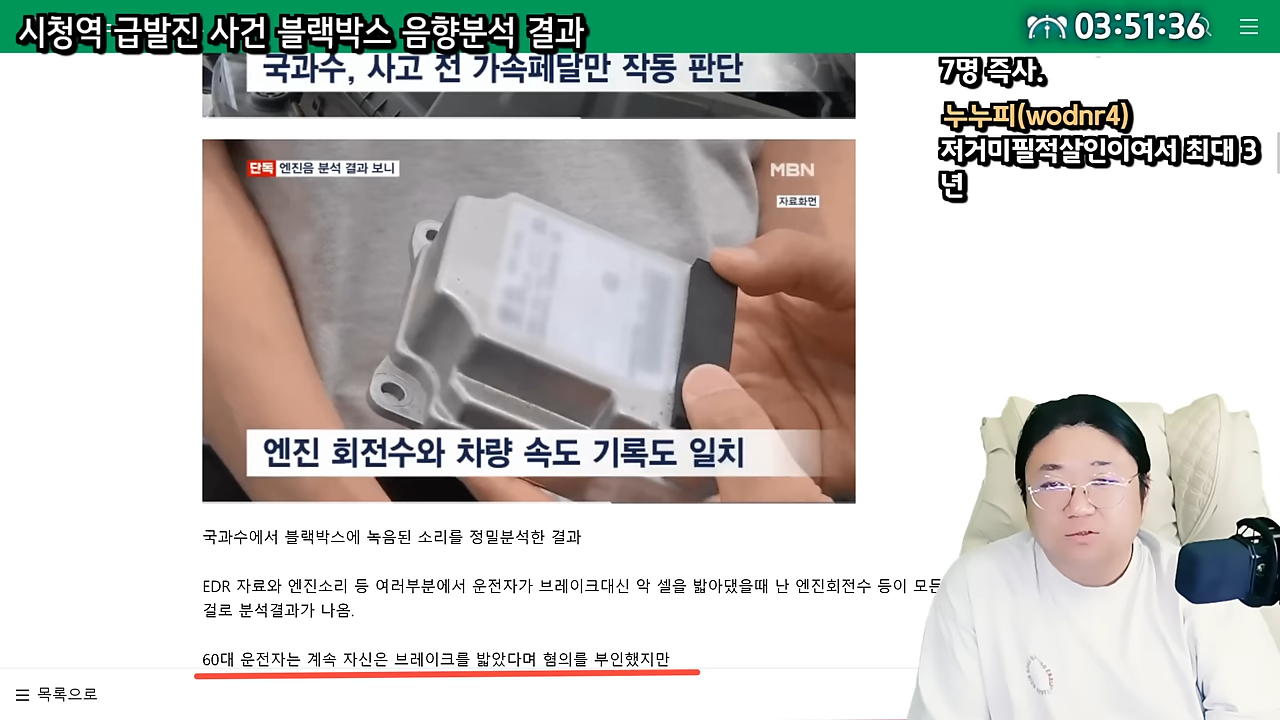 시청역 급발진 사건 블랙박스 음향분석 결과
03:51:36
7명 즉사.
누누피(wodnr4)
저거미필적살인이여서 최대 3
년
국과수, 사고 전 가속페달만 작동 판단
단독 엔진음 분석 결과 보니
MBN
자료화면
엔진 회전수와 차량 속도 기록도 일치
국과수에서 블랙박스에 녹음된 소리를 정밀분석한 결과
EDR 자료와 엔진소리 등 여러부분에서 운전자가 브레이크대신 악 셀을 밟아댔을때 난 엔진회전수 등이 모든
걸로 분석결과가 나옴.
60대 운전자는 계속 자신은 브레이크를 밟았다며 혐의를 부인했지만
목록으로